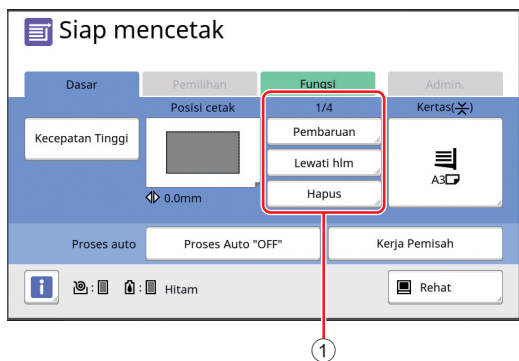 Siap mencetak
Dasar Pemilihan Fungsi Admin.
Posisi cetak 1/4 Kertas( )
Kecepatan Tinggi
Pembaruan
Lewati hlm
Hapus
A3
0.0mm
Proses auto Proses Auto "OFF" Kerja Pemisah
i : : Hitam Rehat
1